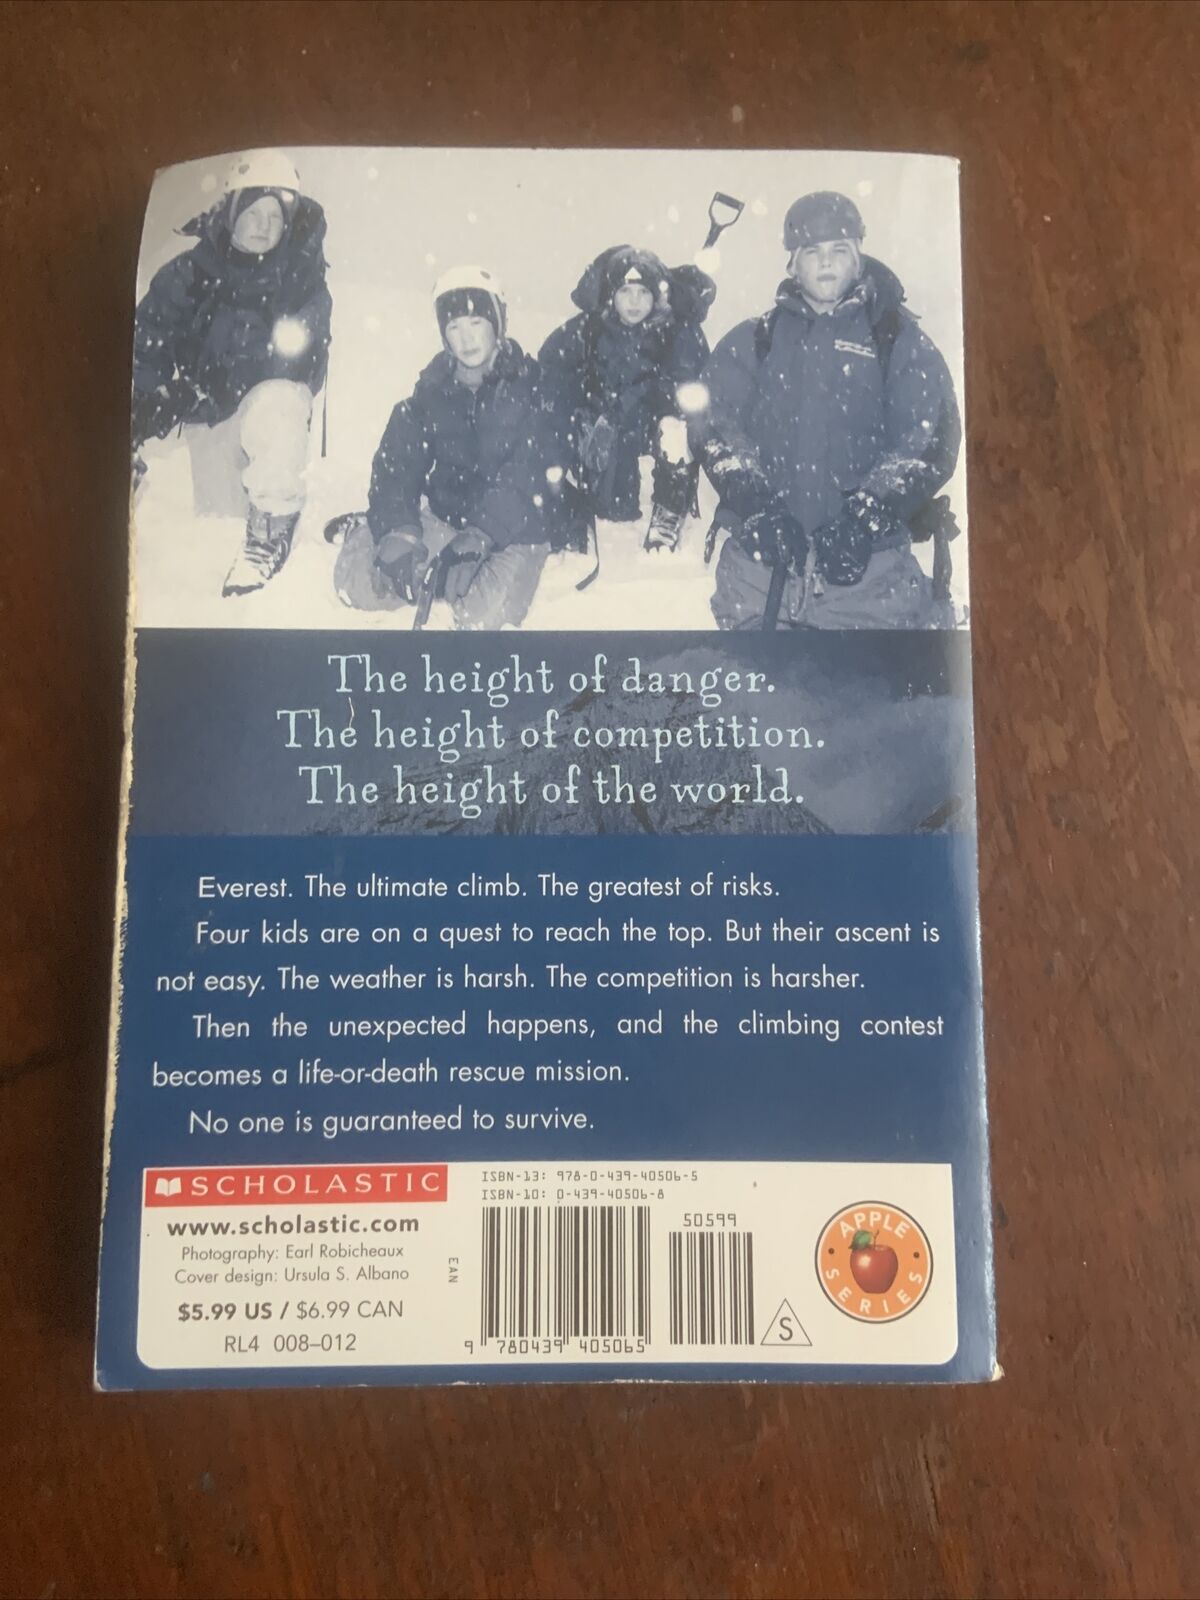 The height of danger.
The height of competition.
The height of the world.
Everest. The ultimate climb. The greatest of risks.
Four kids are on a quest to reach the top. But their ascent is
not easy. The weather is harsh. The competition is harsher.
Then the unexpected happens, and the climbing contest
becomes a life-or-death rescue mission.
No one is guaranteed to survive.
SCHOLASTIC
www.scholastic.com
Photography: Earl Robicheaux
Cover design: Ursula S. Albano
$5.99 US / $6.99 CAN
RL4 008–012
EAN
ISBN-13: 978-0-439-40506-5
ISBN-10: 0-439-40506-8
50599
9 780439 405065
S
APPLE
SERIES